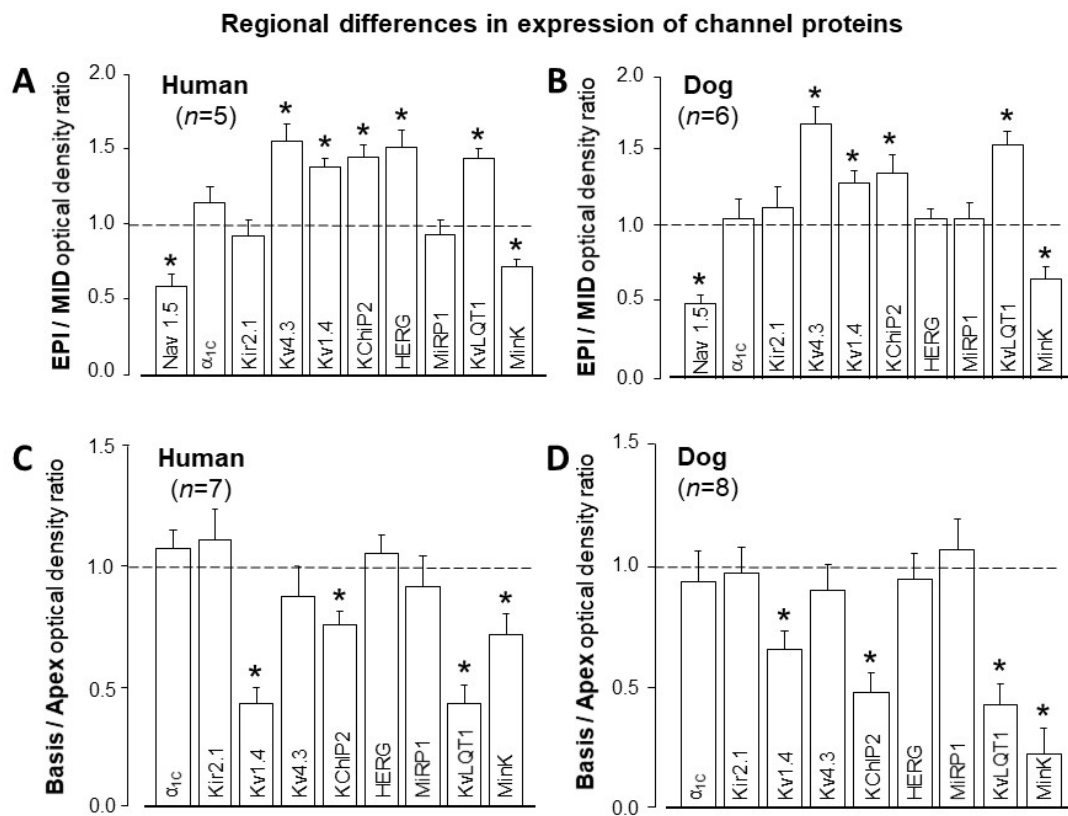 Regional differences in expression of channel proteins
A
Human
(n=5)
EPI / MID optical density ratio
2.0
1.5
1.0
0.5
0.0
*
*
*
*
*
*
*
Nav 1.5
α1C
Kir2.1
Kv4.3
Kv1.4
KChiP2
HERG
MiRP1
KvLQT1
MinK
B
Dog
(n=6)
EPI / MID optical density ratio
2.0
1.5
1.0
0.5
0.0
*
*
*
*
*
*
Nav 1.5
α1C
Kir2.1
Kv4.3
Kv1.4
KChiP2
HERG
MiRP1
KvLQT1
MinK
C
Human
(n=7)
Basis / Apex optical density ratio
1.5
1.0
0.5
0.0
*
*
*
*
α1C
Kir2.1
Kv1.4
Kv4.3
KChIP2
HERG
MiRP1
KvLQT1
MinK
D
Dog
(n=8)
Basis / Apex optical density ratio
1.5
1.0
0.5
0.0
*
*
*
*
α1C
Kir2.1
Kv1.4
Kv4.3
KChIP2
HERG
MiRP1
KvLQT1
MinK